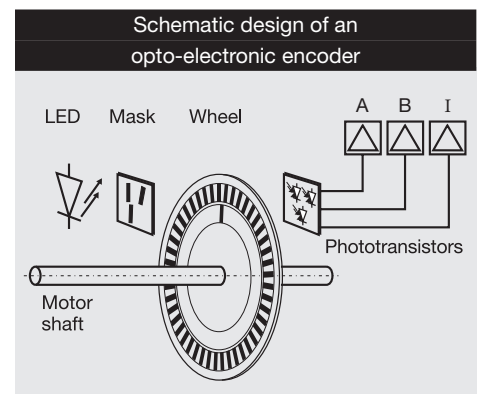 Schematic design of an
opto-electronic encoder
A B I
LED Mask Wheel
Phototransistors
Motor
shaft